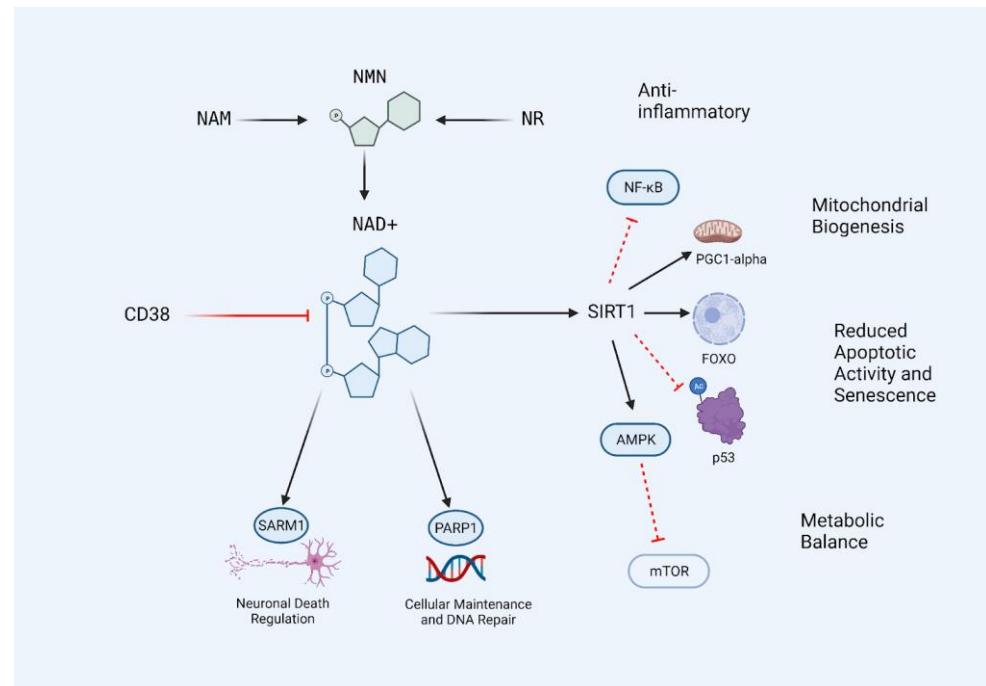 NMN
NAM
NR
P
Anti-
inflammatory
NF-κB
Mitochondrial
Biogenesis
PGC1-alpha
NAD+
CD38
P
P
SIRT1
FOXO
Reduced
Apoptotic
Activity and
Senescence
AC
p53
AMPK
Metabolic
Balance
mTOR
SARM1
Neuronal Death
Regulation
PARP1
Cellular Maintenance
and DNA Repair